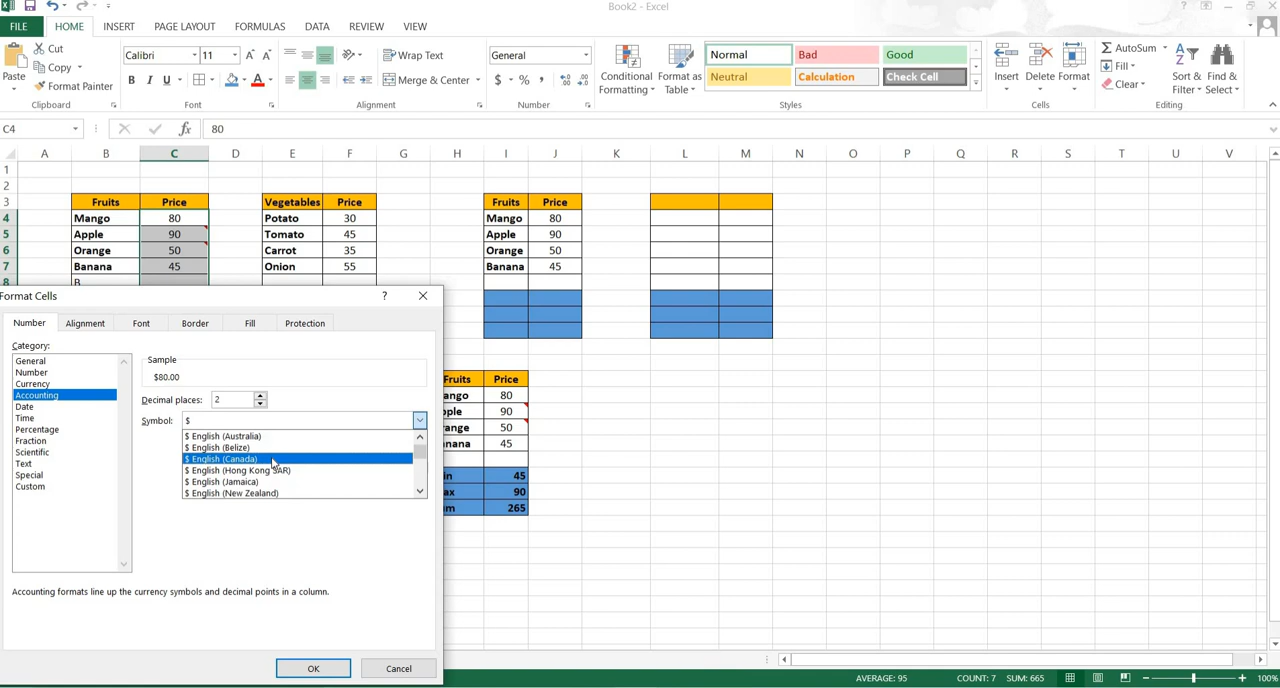 Book2 - Excel
FILE HOME INSERT PAGE LAYOUT FORMULAS DATA REVIEW VIEW
Paste
Cut
Copy
Format Painter
Clipboard
Calibri 11
B I U
Font
Wrap Text
Merge & Center
Alignment
General
$ % ,
Number
Conditional Formatting
Format as Table
Normal Bad Good
Neutral Calculation Check Cell
Styles
Insert Delete Format
Cells
AutoSum
Fill
Clear
Sort & Filter
Find & Select
Editing
C4 fx 80
A B C D E F G H I J K L M N O P Q R S T U V
1
2
3 Fruits Price Vegetables Price Fruits Price
4 Mango 80 Potato 30 Mango 80
5 Apple 90 Tomato 45 Apple 90
6 Orange 50 Carrot 35 Orange 50
7 Banana 45 Onion 55 Banana 45
8 B
Format Cells ?
Number Alignment Font Border Fill Protection
Category:
General
Number
Currency
Accounting
Date
Time
Percentage
Fraction
Scientific
Text
Special
Custom
Sample
$80.00
Decimal places: 2
Symbol: $
$ English (Australia)
$ English (Belize)
$ English (Canada)
$ English (Hong Kong SAR)
$ English (Jamaica)
$ English (New Zealand)
Accounting formats line up the currency symbols and decimal points in a column.
OK Cancel
Fruits Price
ango 80
pple 90
range 50
anana 45
in 45
ax 90
um 265
AVERAGE: 95 COUNT: 7 SUM: 665 100%